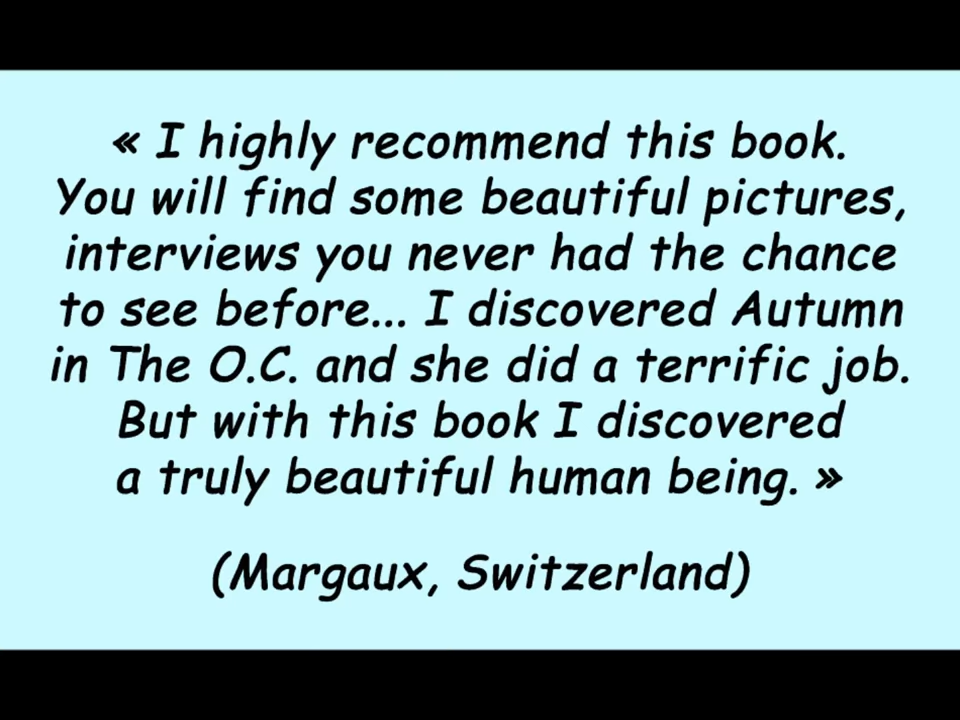 « I highly recommend this book.
You will find some beautiful pictures,
interviews you never had the chance
to see before... I discovered Autumn
in The O.C. and she did a terrific job.
But with this book I discovered
a truly beautiful human being. »
(Margaux, Switzerland)